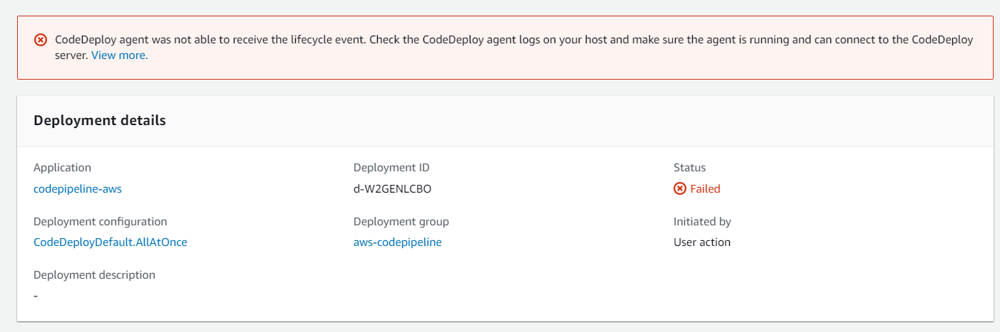 CodeDeploy agent was not able to receive the lifecycle event. Check the CodeDeploy agent logs on your host and make sure the agent is running and can connect to the CodeDeploy
server. View more.
Deployment details
Application
codepipeline-aws
Deployment ID
d-W2GENLCBO
Status
Failed
Deployment configuration
CodeDeployDefault.AllAtOnce
Deployment group
aws-codepipeline
Initiated by
User action
Deployment description
-